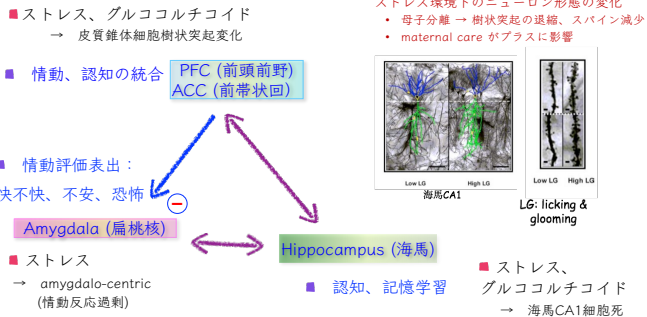 ■ストレス、グルココルチコイド
→ 皮質錐体細胞樹状突起変化
■ 情動、認知の統合
PFC (前頭前野)
ACC (前帯状回)
■ 情動評価表出：
快不快、不安、恐怖
−
Amygdala (扁桃核)
■ ストレス
→ amygdalo-centric
(情動反応過剰)
Hippocampus (海馬)
■ 認知、記憶学習
ストレス環境下のニューロン形態の変化
• 母子分離 → 樹状突起の退縮、スパイン減少
• maternal care がプラスに影響
Low LG
High LG
海馬CA1
Low LG
High LG
LG: licking &
glooming
■ ストレス、
グルココルチコイド
→ 海馬CA1細胞死